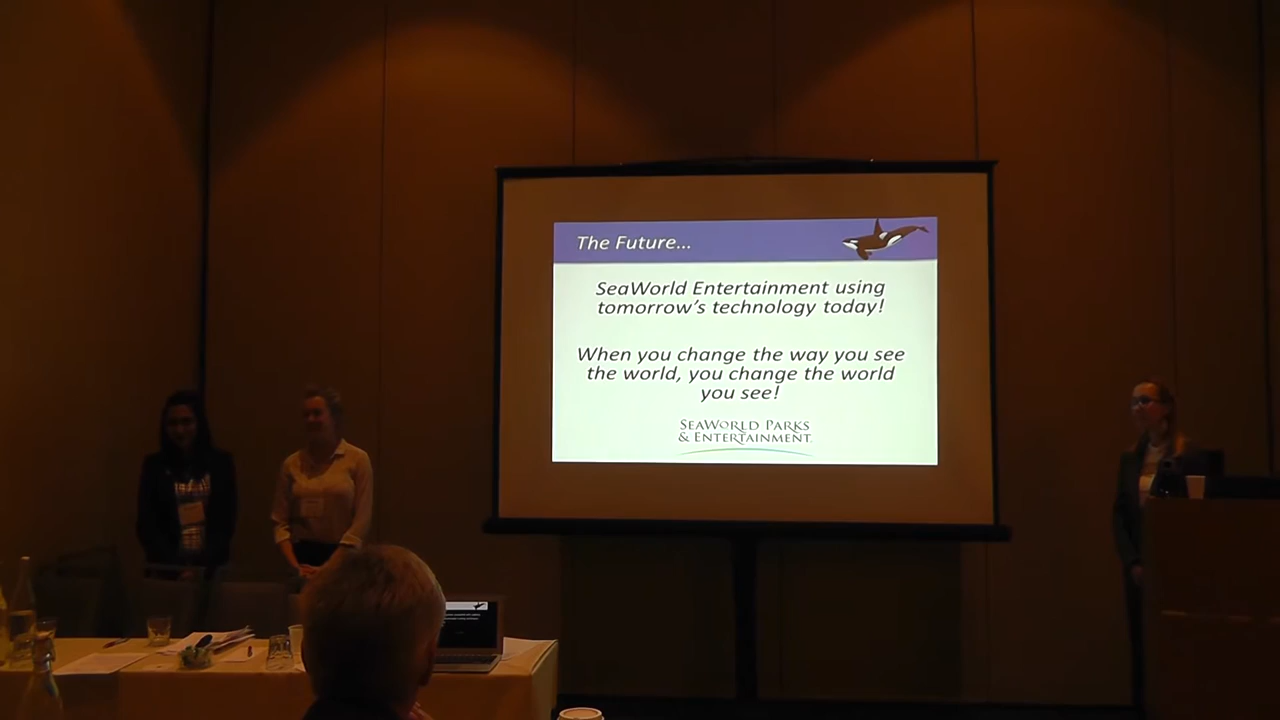 The Future...
SeaWorld Entertainment using
tomorrow's technology today!
When you change the way you see
the world, you change the world
you see!
SEAWORLD PARKS
& ENTERTAINMENT